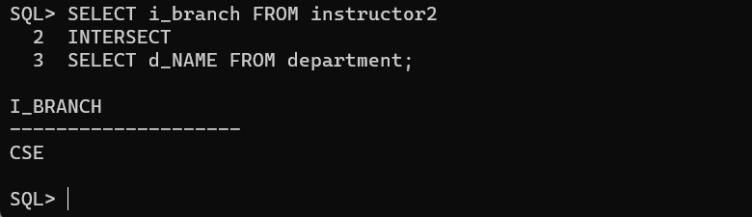 SQL> SELECT i_branch FROM instructor2
  2  INTERSECT
  3  SELECT d_NAME FROM department;
I_BRANCH
--------------------
CSE
SQL>